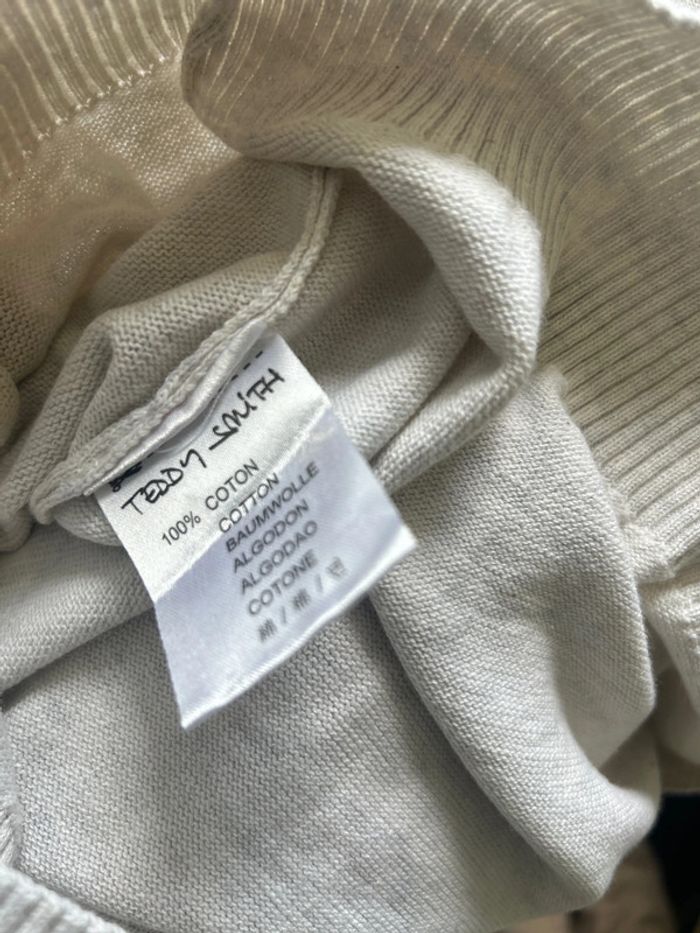 TEDDY SMITH
100% COTON
COTTON
BAUMWOLLE
ALGODON
ALGODAO
COTONE